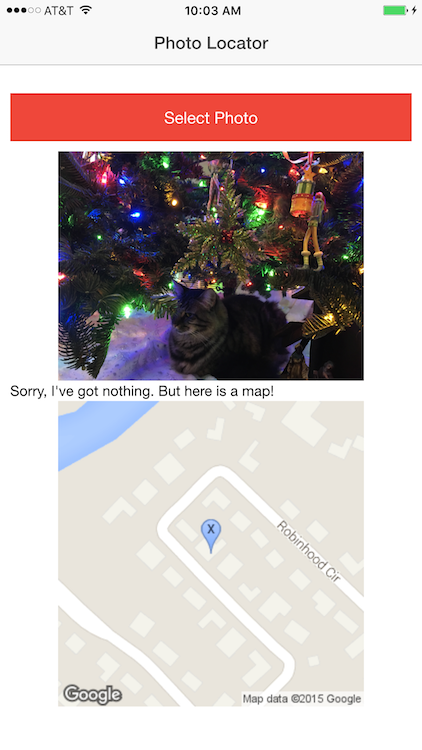 AT&T 10:03 AM
Photo Locator
Select Photo
Sorry, I've got nothing. But here is a map!
X
Robinhood Cir
Google Map data ©2015 Google